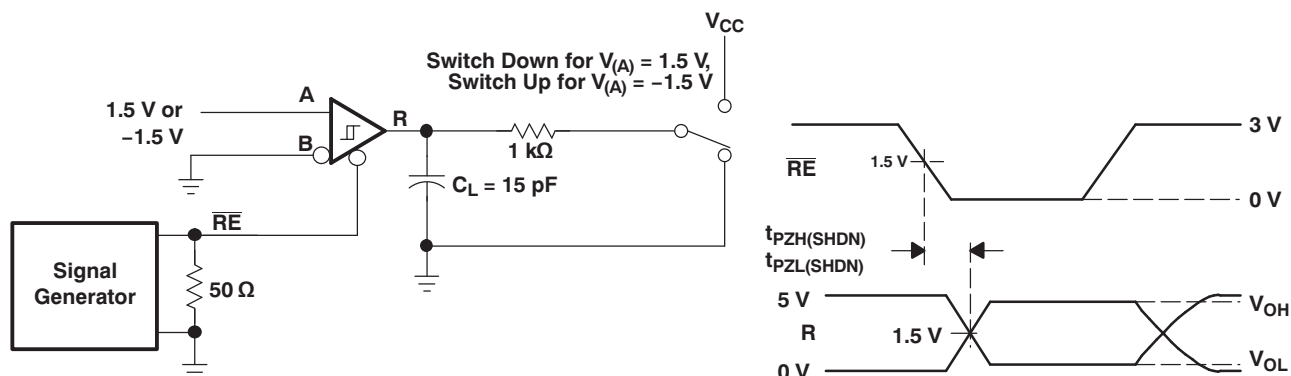 VCC
Switch Down for V(A) = 1.5 V,
Switch Up for V(A) = −1.5 V
A
1.5 V or
−1.5 V
R
B
1 kΩ
CL = 15 pF
RE
Signal
Generator
50 Ω
3 V
1.5 V
RE
0 V
tPZH(SHDN)
tPZL(SHDN)
5 V
VOH
R
1.5 V
0 V
VOL